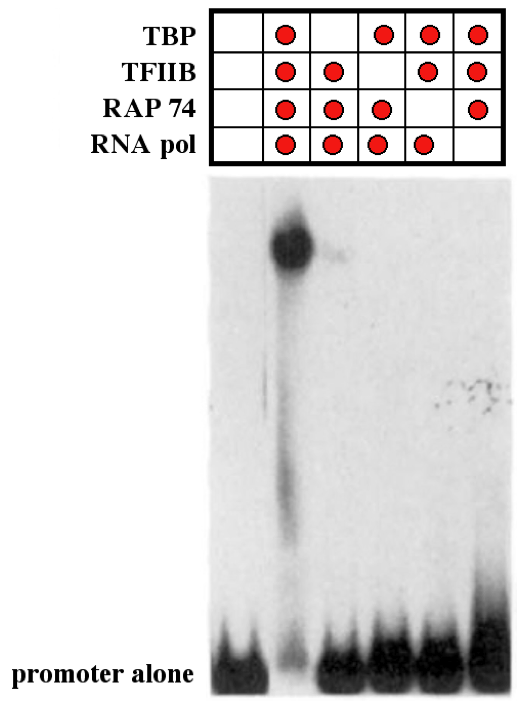 TBP
TFIIB
RAP 74
RNA pol
promoter alone